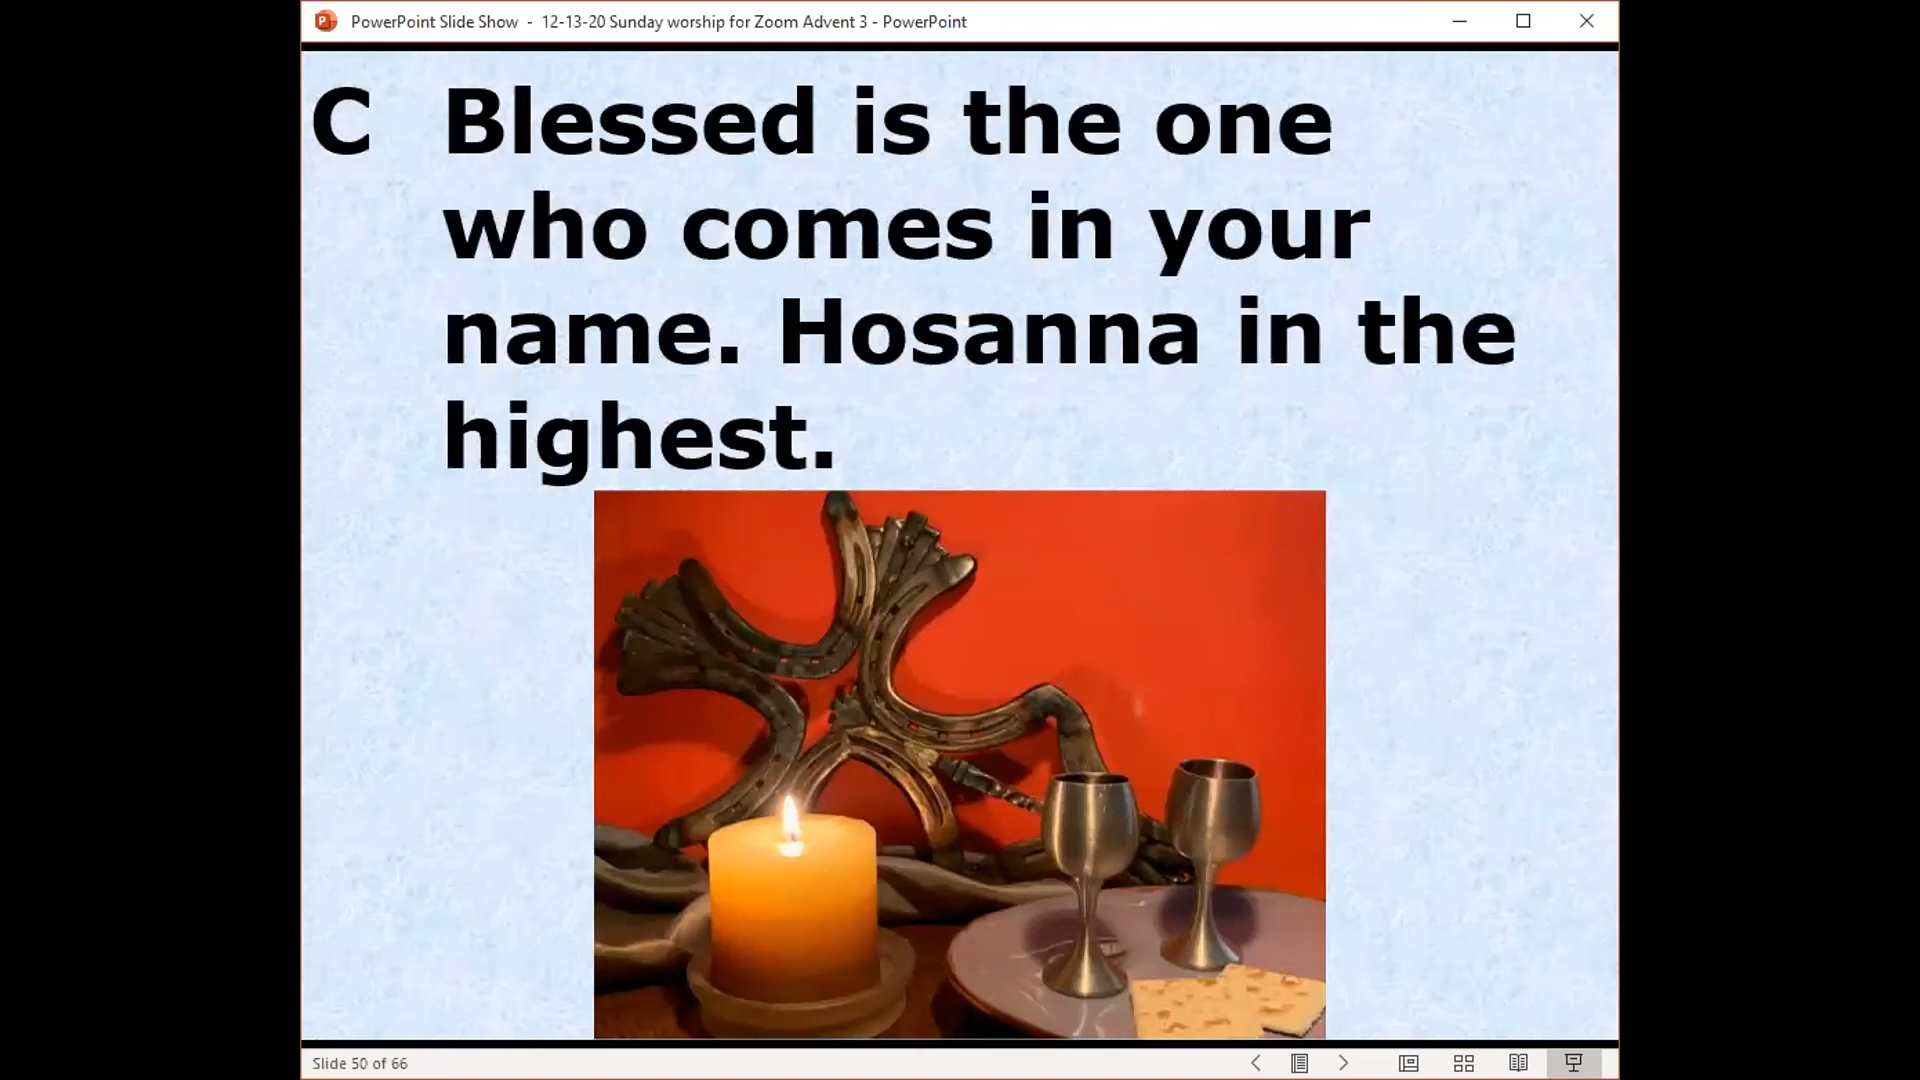 PowerPoint Slide Show - 12-13-20 Sunday worship for Zoom Advent 3 - PowerPoint
C Blessed is the one
who comes in your
name. Hosanna in the
highest.
Slide 50 of 66